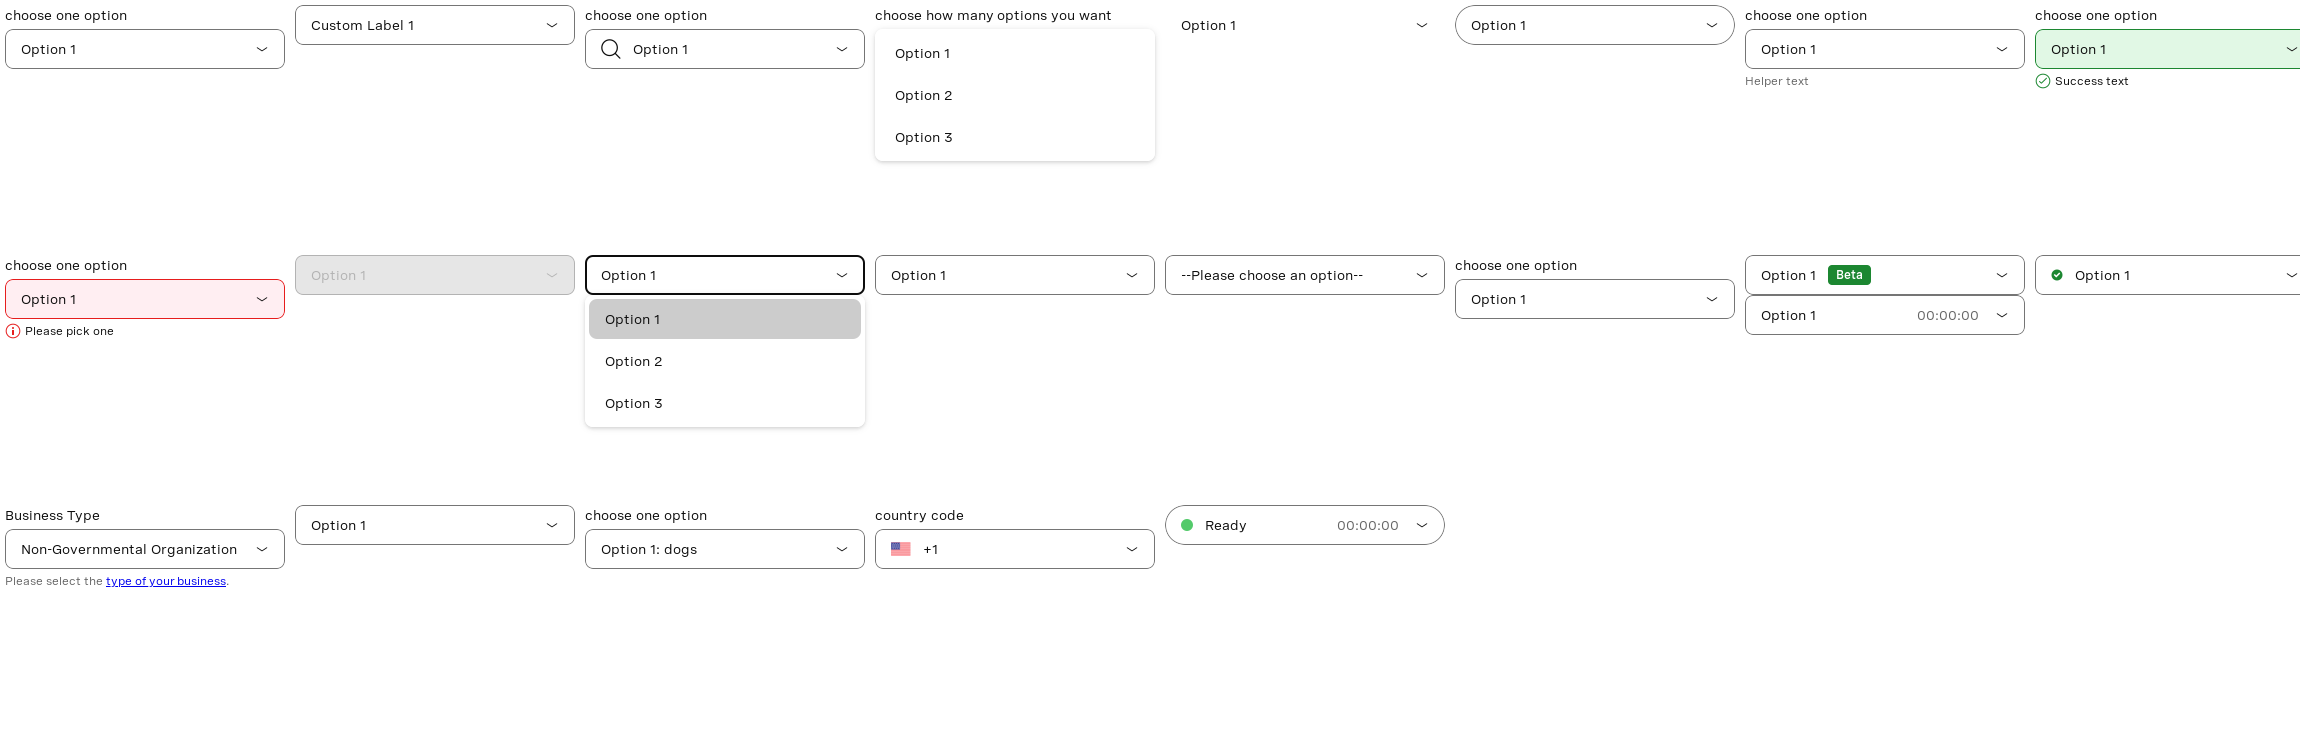 choose one option
Option 1
Custom Label 1
choose one option
Option 1
choose how many options you want
Option 1
Option 2
Option 3
Option 1
Option 1
choose one option
Option 1
Helper text
choose one option
Option 1
Success text
choose one option
Option 1
Please pick one
Option 1
Option 1
Option 1
Option 2
Option 3
Option 1
--Please choose an option--
choose one option
Option 1
Option 1 Beta
Option 1 00:00:00
Option 1
Business Type
Non-Governmental Organization
Please select the type of your business.
Option 1
choose one option
Option 1: dogs
country code
+1
Ready 00:00:00